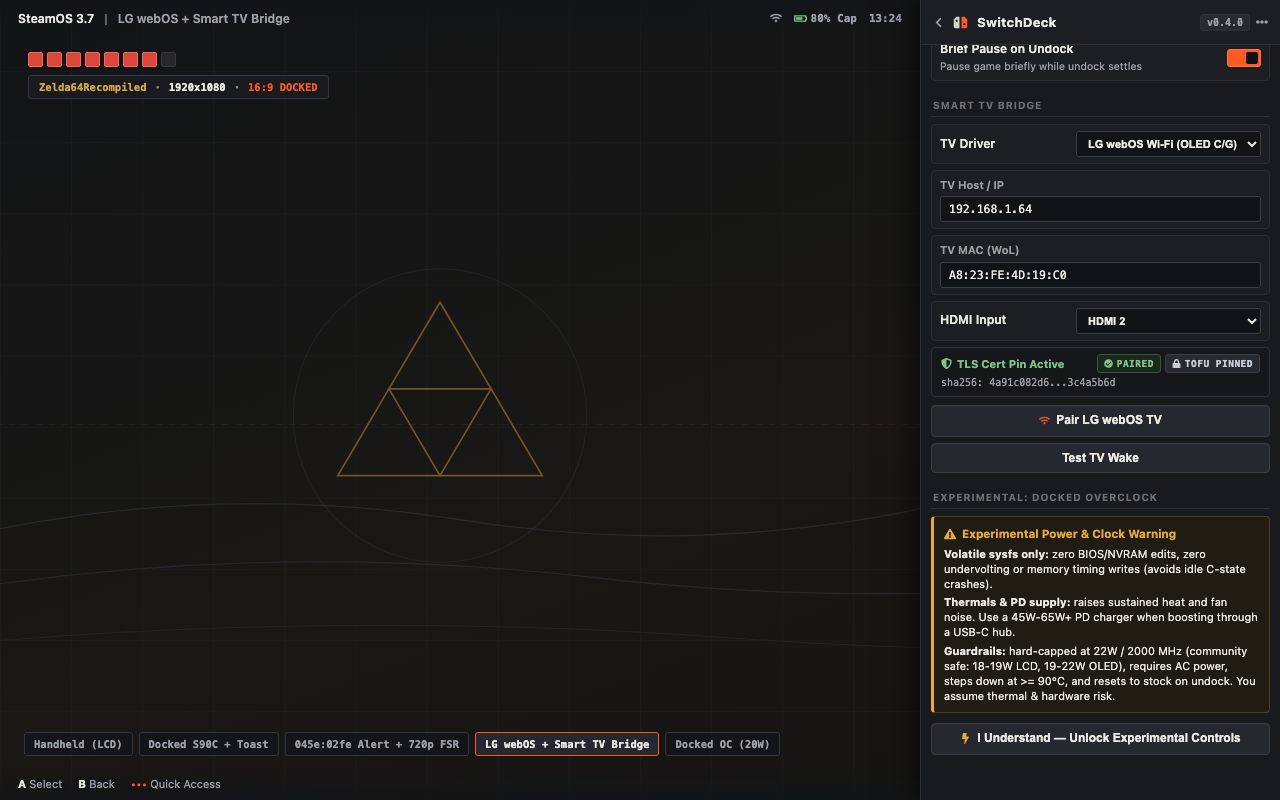 SteamOS 3.7 | LG webOS + Smart TV Bridge
80% Cap 13:24
Zelda64Recompiled · 1920x1080 · 16:9 DOCKED
Handheld (LCD)
Docked S90C + Toast
045e:02fe Alert + 720p FSR
LG webOS + Smart TV Bridge
Docked OC (20W)
A Select B Back ••• Quick Access
SwitchDeck v0.4.0 •••
Brief Pause on Undock
Pause game briefly while undock settles
SMART TV BRIDGE
TV Driver LG webOS Wi-Fi (OLED C/G)
TV Host / IP
192.168.1.64
TV MAC (WoL)
A8:23:FE:4D:19:C0
HDMI Input HDMI 2
TLS Cert Pin Active PAIRED TOFU PINNED
sha256: 4a91c082d6...3c4a5b6d
Pair LG webOS TV
Test TV Wake
EXPERIMENTAL: DOCKED OVERCLOCK
Experimental Power & Clock Warning
Volatile sysfs only: zero BIOS/NVRAM edits, zero
undervolting or memory timing writes (avoids idle C-state
crashes).
Thermals & PD supply: raises sustained heat and fan
noise. Use a 45W-65W+ PD charger when boosting through
a USB-C hub.
Guardrails: hard-capped at 22W / 2000 MHz (community
safe: 18-19W LCD, 19-22W OLED), requires AC power,
steps down at >= 90°C, and resets to stock on undock. You
assume thermal & hardware risk.
I Understand — Unlock Experimental Controls